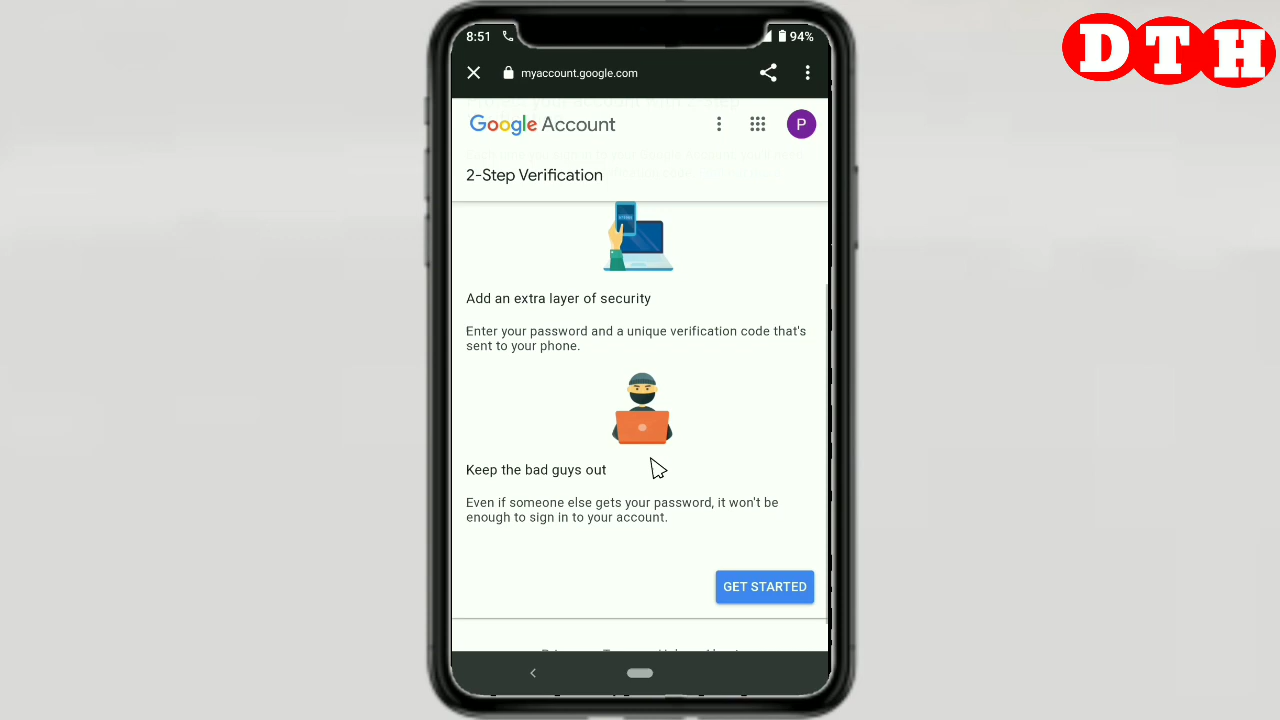 DTH
8:51
94%
myaccount.google.com
Google Account
P
2-Step Verification
Add an extra layer of security
Enter your password and a unique verification code that's
sent to your phone.
Keep the bad guys out
Even if someone else gets your password, it won't be
enough to sign in to your account.
GET STARTED